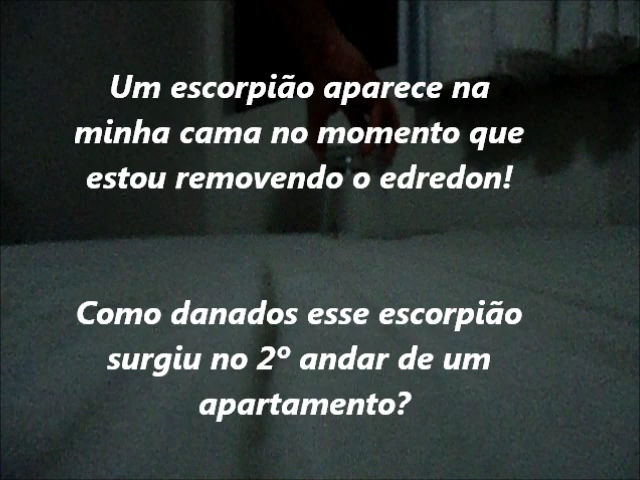 Um escorpião aparece na
minha cama no momento que
estou removendo o edredon!
Como danados esse escorpião
surgiu no 2º andar de um
apartamento?